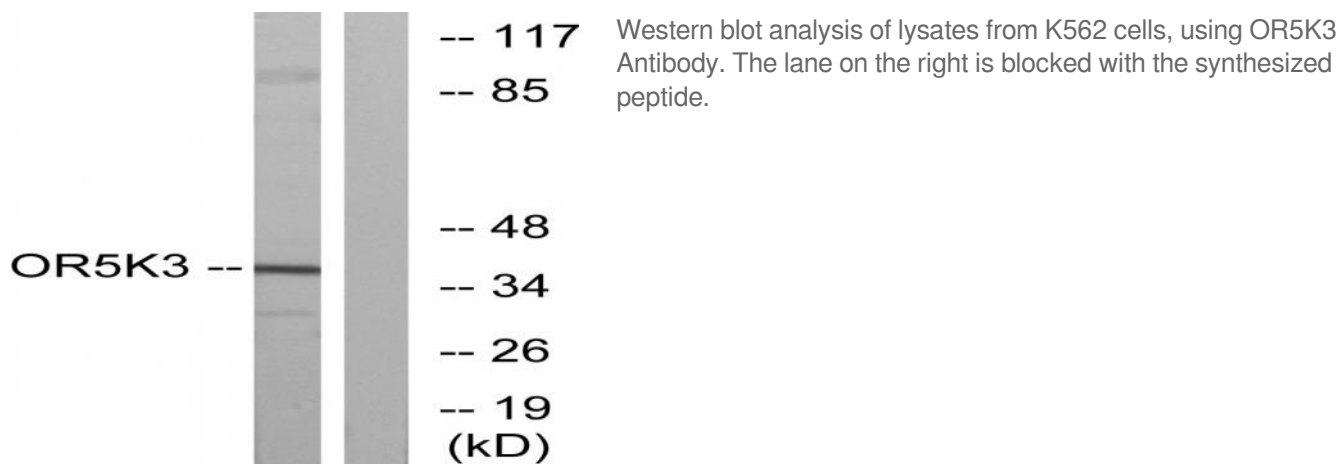 -- 117
-- 85
-- 48
OR5K3 --
-- 34
-- 26
-- 19
(kD)
Western blot analysis of lysates from K562 cells, using OR5K3
Antibody. The lane on the right is blocked with the synthesized
peptide.